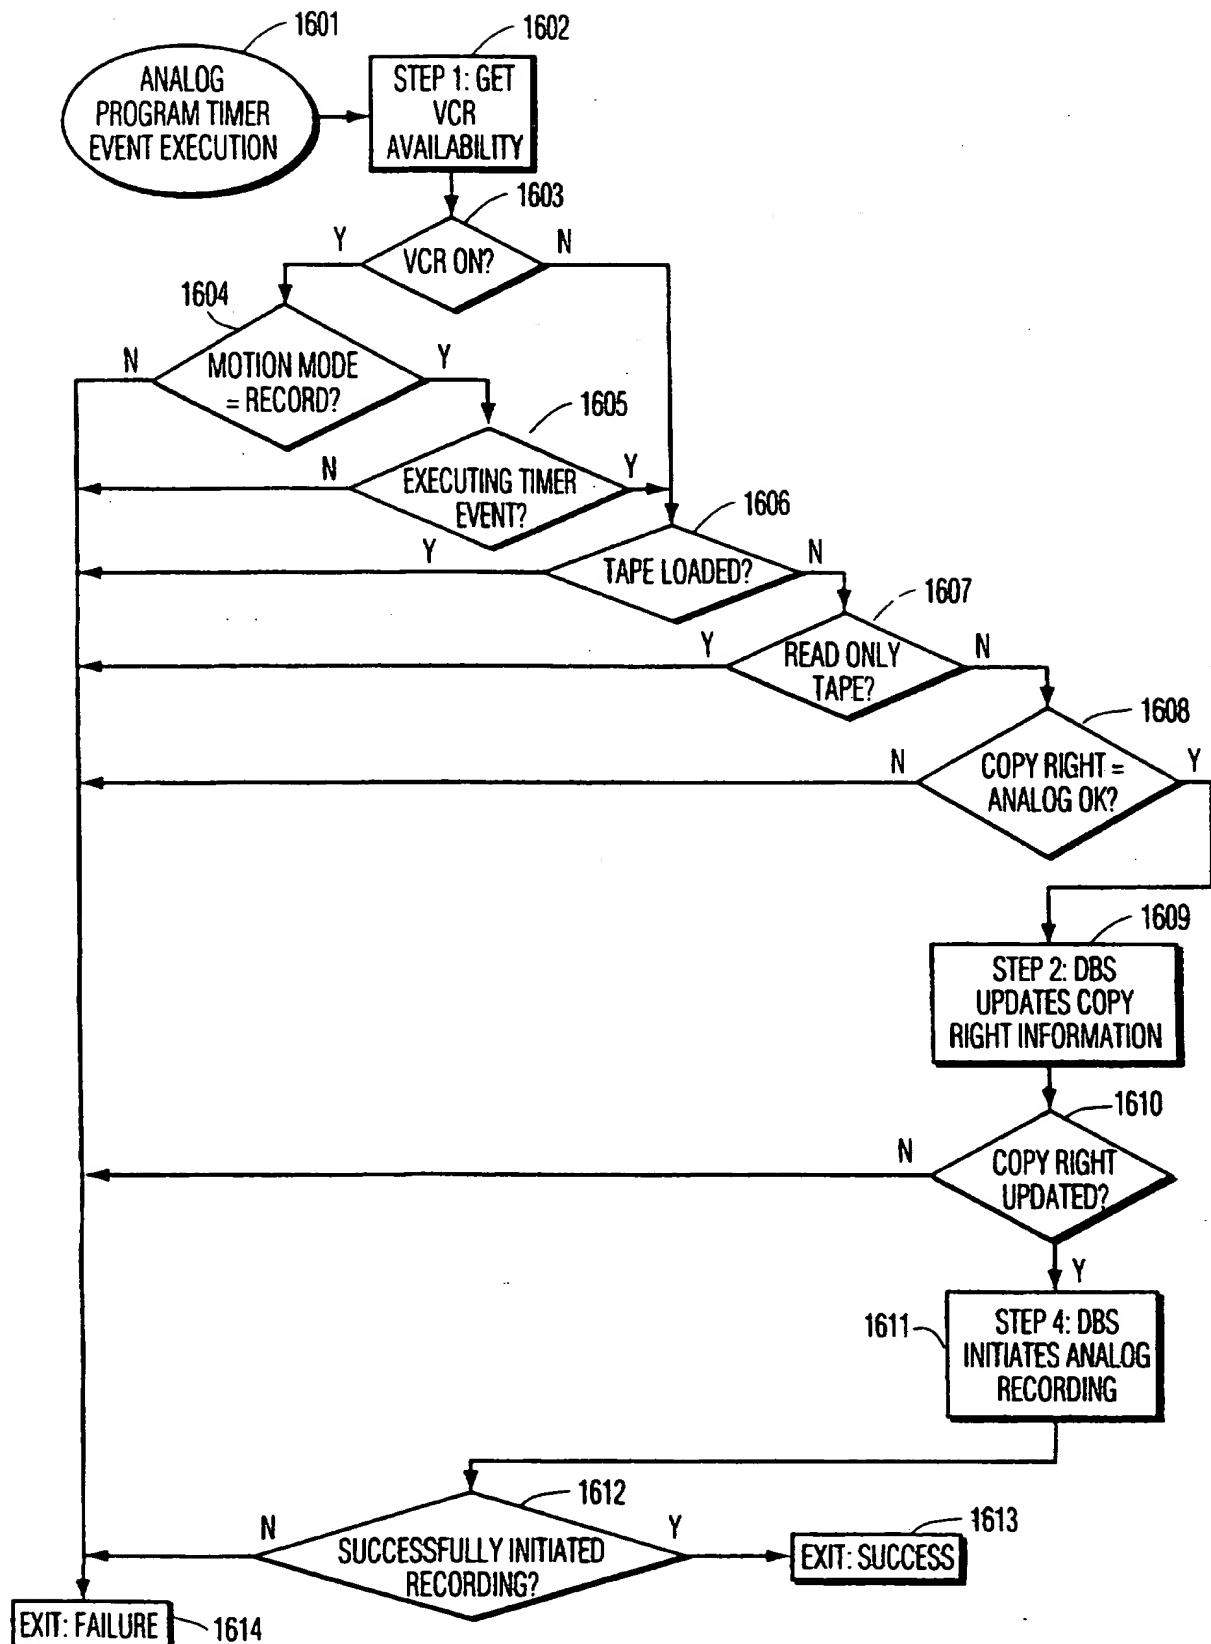 1601
ANALOG
PROGRAM TIMER
EVENT EXECUTION
1602
STEP 1: GET
VCR
AVAILABILITY
1603
Y
VCR ON?
N
1604
N
MOTION MODE
= RECORD?
Y
1605
N
EXECUTING TIMER
EVENT?
Y
1606
Y
TAPE LOADED?
N
1607
Y
READ ONLY
TAPE?
N
1608
N
COPY RIGHT =
ANALOG OK?
Y
1609
STEP 2: DBS
UPDATES COPY
RIGHT INFORMATION
1610
N
COPY RIGHT
UPDATED?
Y
1611
STEP 4: DBS
INITIATES ANALOG
RECORDING
1612
N
SUCCESSFULLY INITIATED
RECORDING?
Y
1613
EXIT: SUCCESS
EXIT: FAILURE
1614